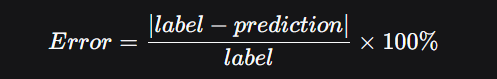 Error = |label − prediction| / label × 100%